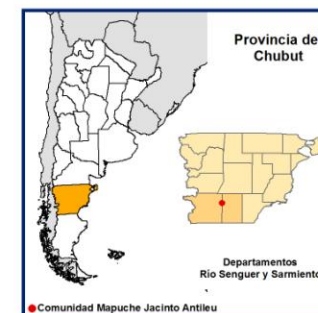 Provincia de
Chubut
Departamentos
Rio Senguer y Sarmiento
Comunidad Mapuche Jacinto Antileu